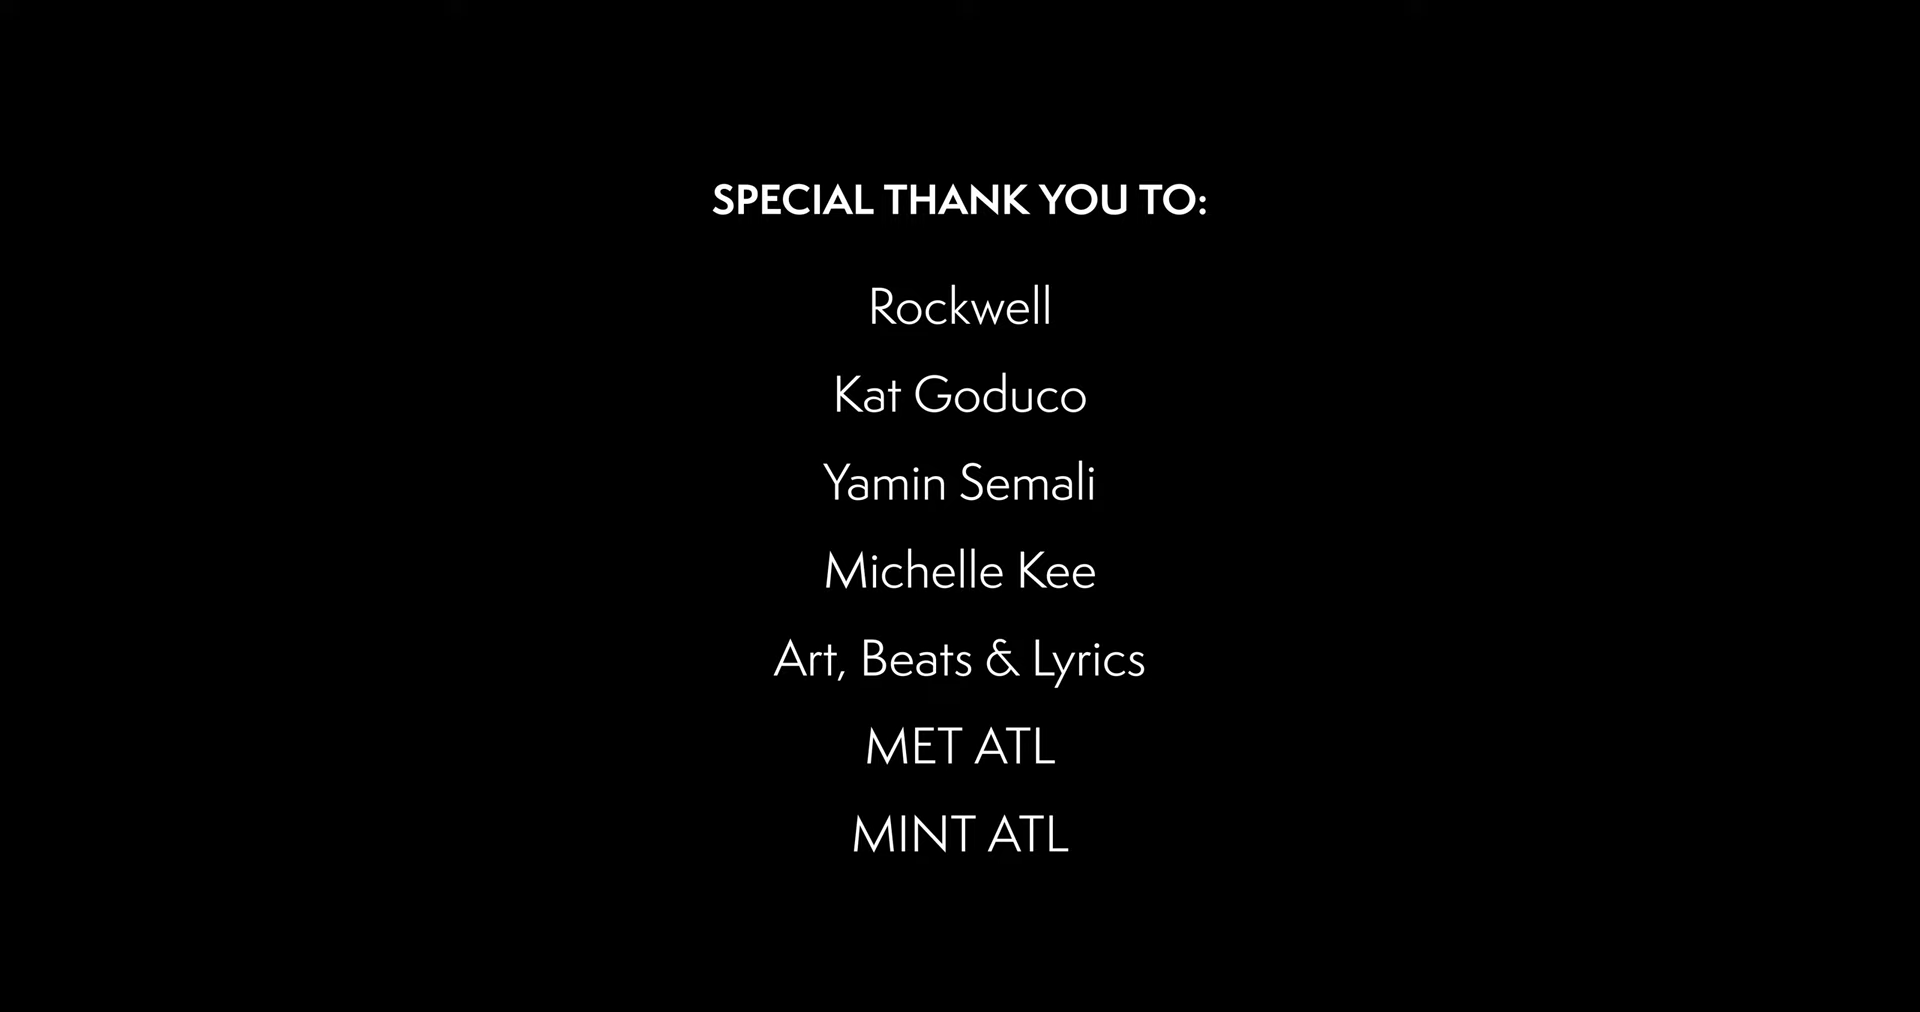 SPECIAL THANK YOU TO:
Rockwell
Kat Goduco
Yamin Semali
Michelle Kee
Art, Beats & Lyrics
MET ATL
MINT ATL